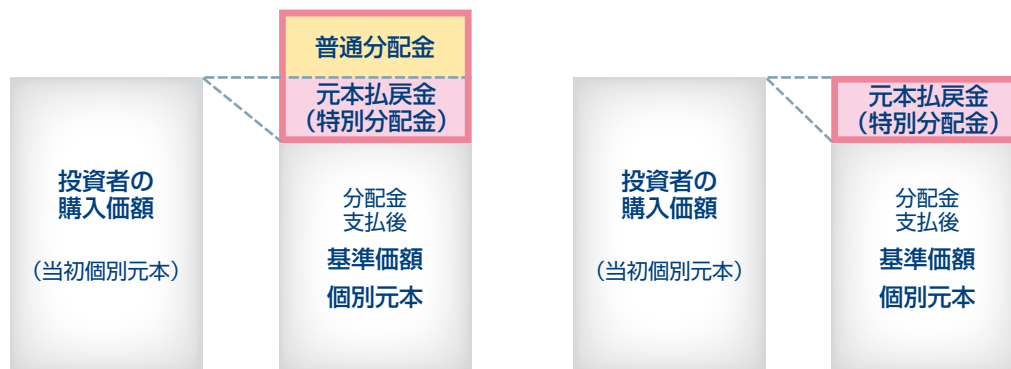 普通分配金
元本払戻金
(特別分配金)
投資者の
購入価額
(当初個別元本)
分配金
支払後
基準価額
個別元本
元本払戻金
(特別分配金)
投資者の
購入価額
(当初個別元本)
分配金
支払後
基準価額
個別元本